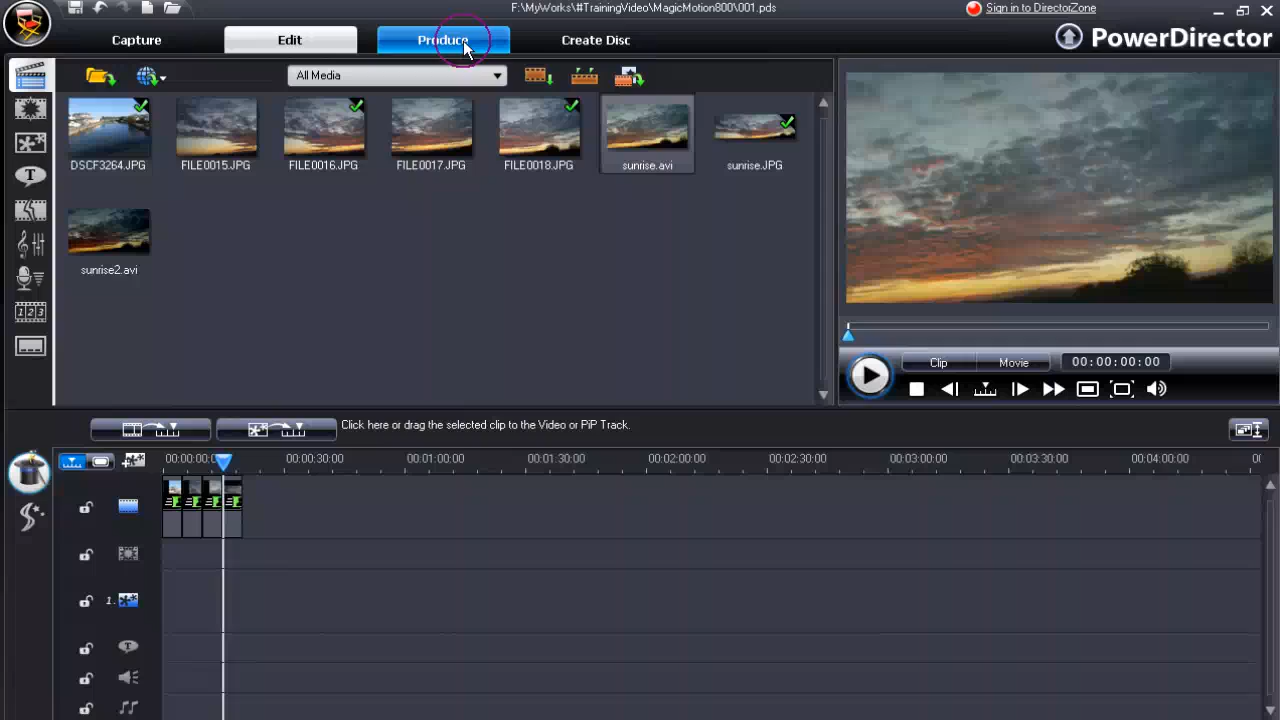 F:\MyWorks\#TrainingVideo\MagicMotion800\001.pds
Sign in to DirectorZone
Capture
Edit
Produce
Create Disc
PowerDirector
All Media
DSCF3264.JPG
FILE0015.JPG
FILE0016.JPG
FILE0017.JPG
FILE0018.JPG
sunrise.avi
sunrise.JPG
sunrise2.avi
Clip
Movie
00:00:00:00
Click here or drag the selected clip to the Video or PiP Track.
00:00:00:0
00:00:30:00
00:01:00:00
00:01:30:00
00:02:00:00
00:02:30:00
00:03:00:00
00:03:30:00
00:04:00:00
1.